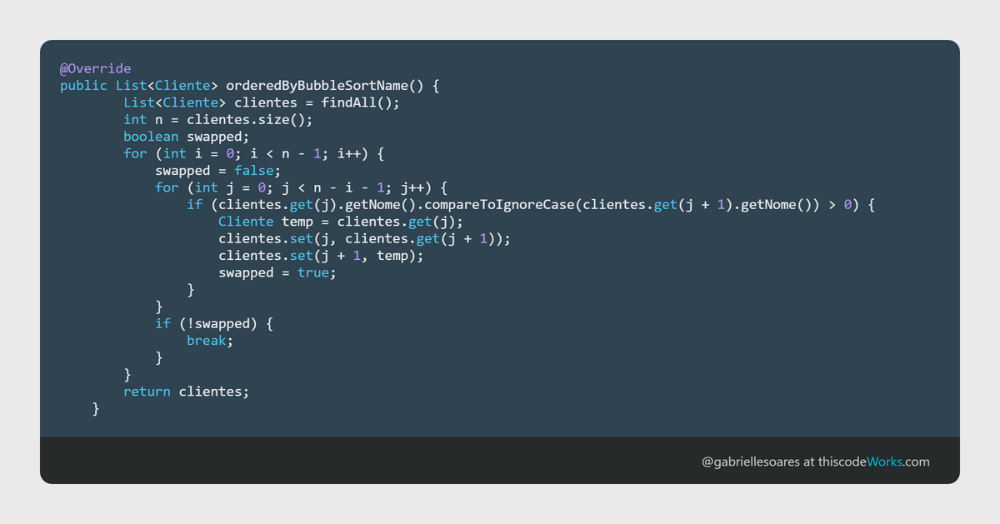 @Override
public List<Cliente> orderedByBubbleSortName() {
        List<Cliente> clientes = findAll();
        int n = clientes.size();
        boolean swapped;
        for (int i = 0; i < n - 1; i++) {
            swapped = false;
            for (int j = 0; j < n - i - 1; j++) {
                if (clientes.get(j).getNome().compareToIgnoreCase(clientes.get(j + 1).getNome()) > 0) {
                    Cliente temp = clientes.get(j);
                    clientes.set(j, clientes.get(j + 1));
                    clientes.set(j + 1, temp);
                    swapped = true;
                }
            }
            if (!swapped) {
                break;
            }
        }
        return clientes;
    }
@gabriellesoares at thiscodeWorks.com